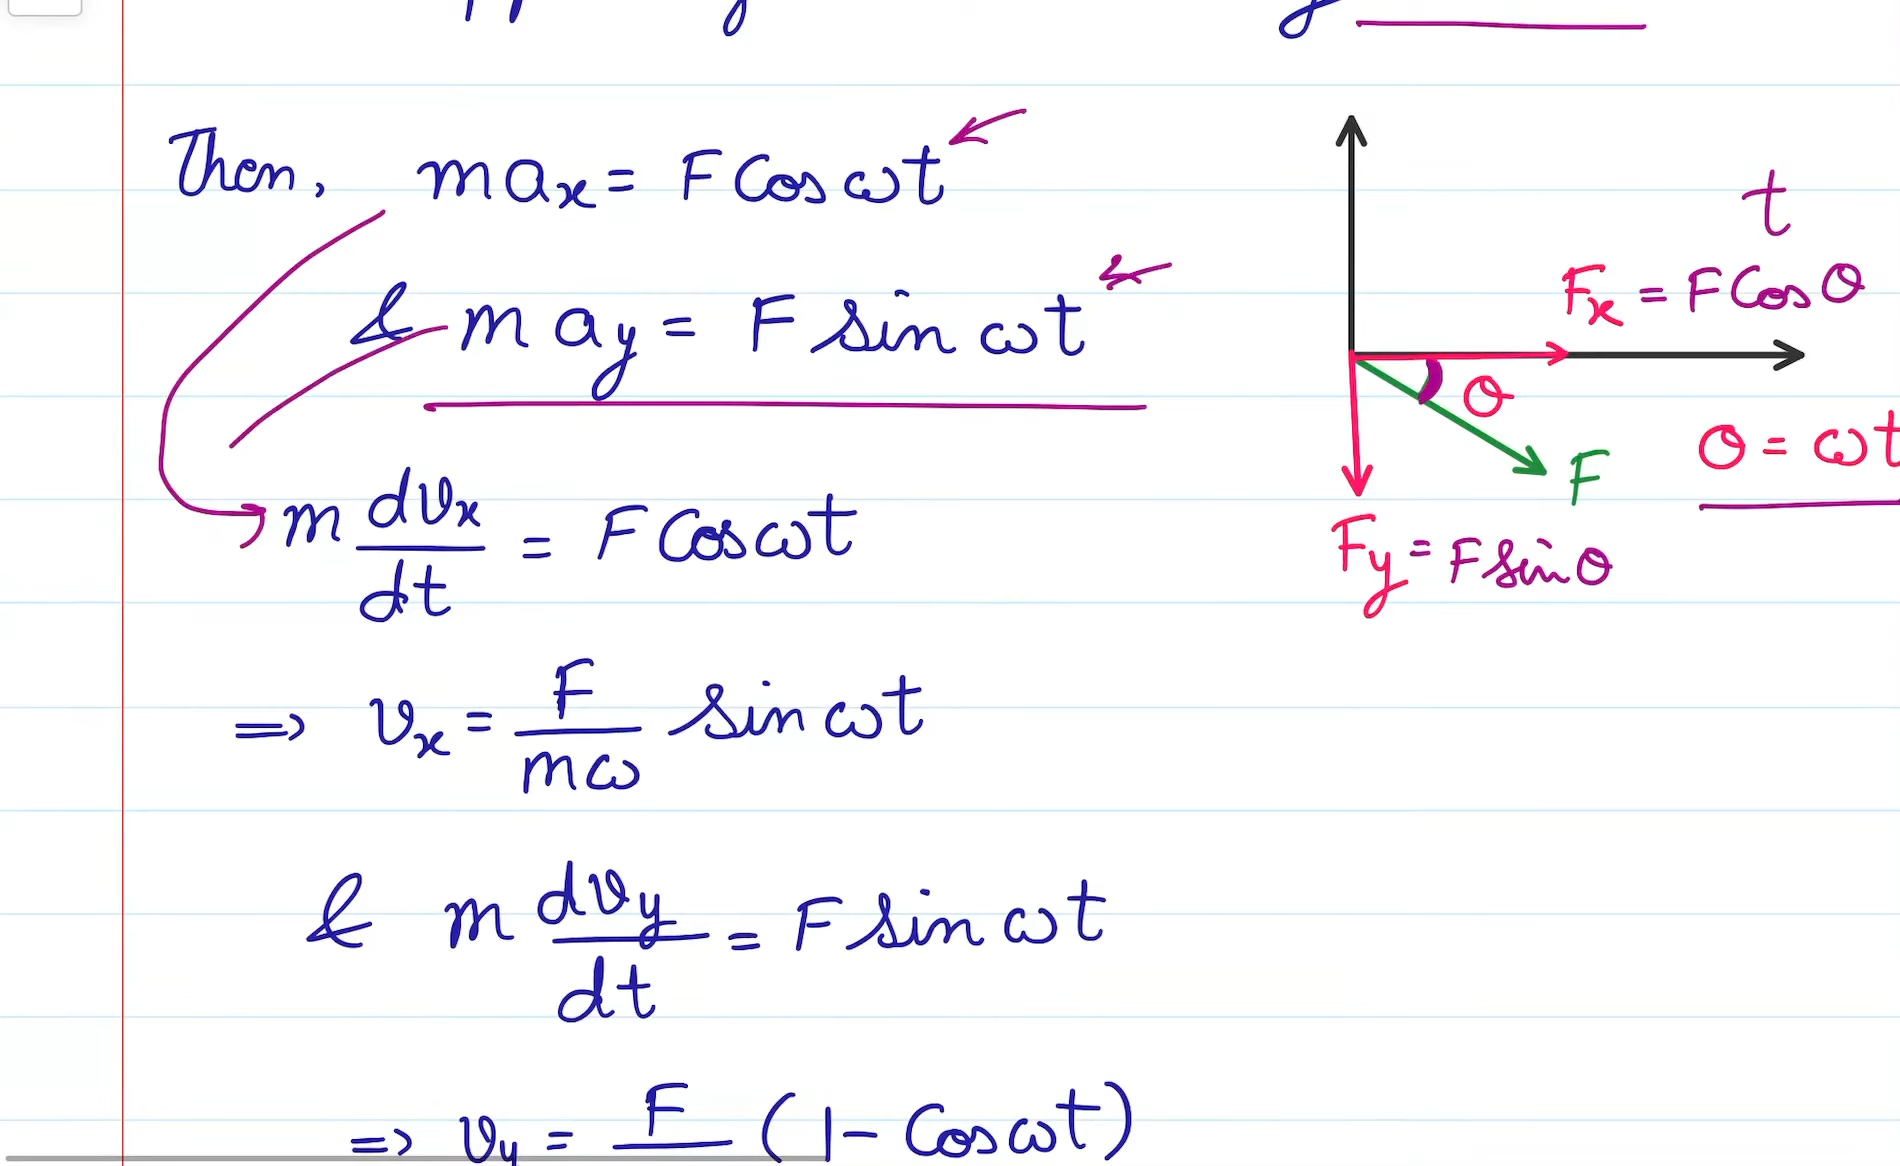 Then, max = F Cos ωt
& m ay = F sin ωt
m dvx/dt = F Cos ωt
=> vx = F/mω sin ωt
& m dvy/dt = F sin ωt
=> vy = F (1 - Cos ωt)
t
Fx = F Cos θ
θ
θ = ωt
F
Fy = F sin θ